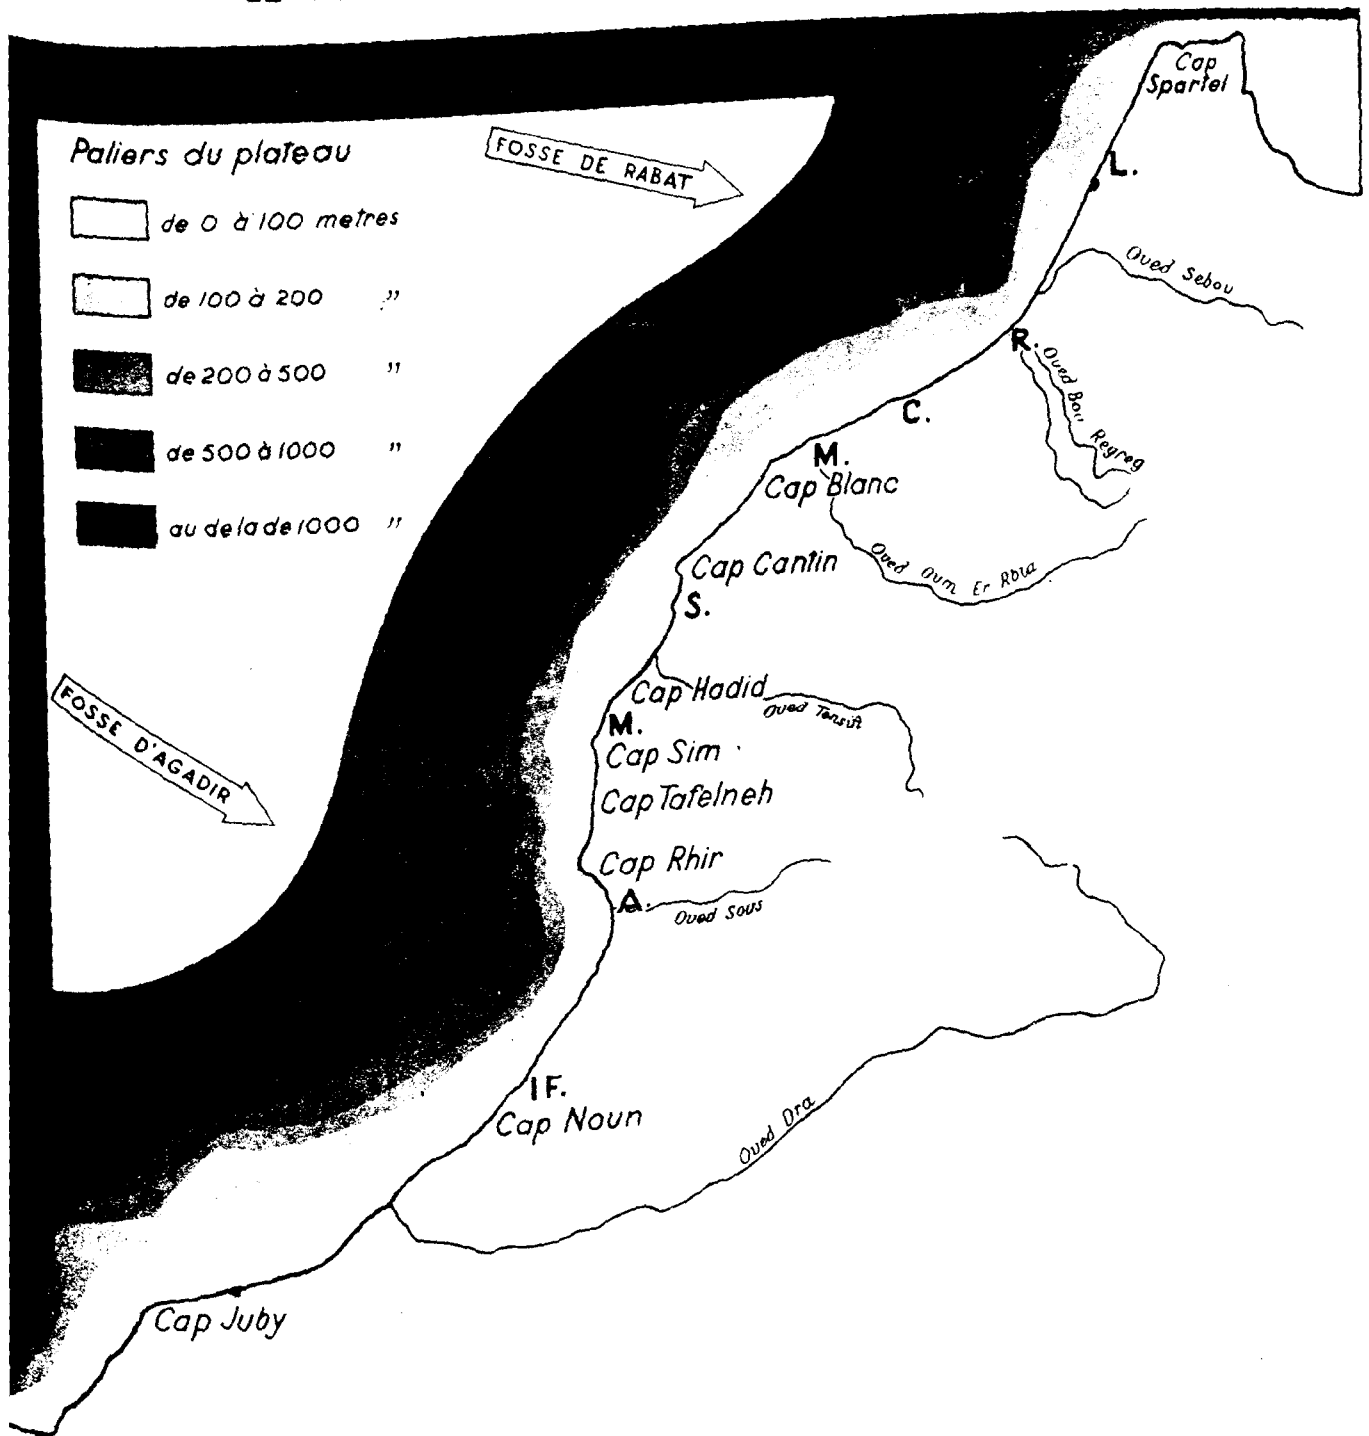 Paliers du plateau
de 0 à 100 metres
de 100 à 200 "
de 200 à 500 "
de 500 à 1000 "
au de la de 1000 "
FOSSE DE RABAT
FOSSE D'AGADIR
Cap
Spartel
L.
Oued Sebou
R.
Oued Bou Regreg
C.
M.
Cap Blanc
Oued Oum Er Rbia
Cap Cantin
S.
Cap Hadid
Oued Tensift
M.
Cap Sim
Cap Tafelneh
Cap Rhir
A.
Oued Sous
IF.
Cap Noun
Oued Dra
Cap Juby